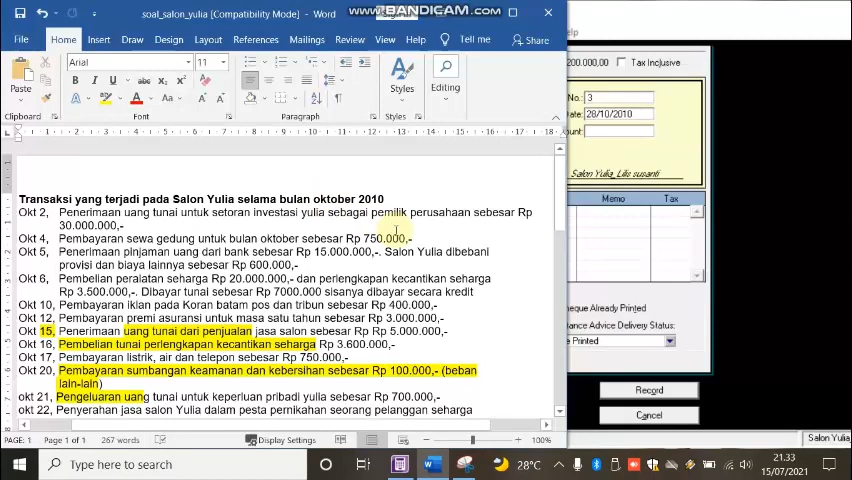 soal_salon_yulia [Compatibility Mode] - Word
www.BANDICAM.com
File Home Insert Draw Design Layout References Mailings Review View Help Tell me Share
Arial 11
Paste
Styles
Editing
Clipboard Font Paragraph Styles
Transaksi yang terjadi pada Salon Yulia selama bulan oktober 2010
Okt 2, Penerimaan uang tunai untuk setoran investasi yulia sebagai pemilik perusahaan sebesar Rp
30.000.000,-
Okt 4, Pembayaran sewa gedung untuk bulan oktober sebesar Rp 750.000,-
Okt 5, Penerimaan pinjaman uang dari bank sebesar Rp 15.000.000,-. Salon Yulia dibebani
provisi dan biaya lainnya sebesar Rp 600.000,-
Okt 6, Pembelian peralatan seharga Rp 20.000.000,- dan perlengkapan kecantikan seharga
Rp 3.500.000,-. Dibayar tunai sebesar Rp 7000.000 sisanya dibayar secara kredit
Okt 10, Pembayaran iklan pada Koran batam pos dan tribun sebesar Rp 400.000,-
Okt 12, Pembayaran premi asuransi untuk masa satu tahun sebesar Rp 3.000.000,-
Okt 15, Penerimaan uang tunai dari penjualan jasa salon sebesar Rp 5.000.000,-
Okt 16, Pembelian tunai perlengkapan kecantikan seharga Rp 3.600.000,-
Okt 17, Pembayaran listrik, air dan telepon sebesar Rp 750.000,-
Okt 20, Pembayaran sumbangan keamanan dan kebersihan sebesar Rp 100.000,- (beban
lain-lain)
okt 21, Pengeluaran uang tunai untuk keperluan pribadi yulia sebesar Rp 700.000,-
okt 22, Penyerahan jasa salon Yulia dalam pesta pernikahan seorang pelanggan seharga
PAGE: 1 PAGE: 1 OF 1 267 WORDS Display Settings 100%
elp
200.000,00 Tax Inclusive
No.: 3
Date: 28/10/2010
ount:
Salon Yulia_Lilis susanti
Memo Tax
heque Already Printed
ance Advice Delivery Status:
e Printed
Record
Cancel
Salon Yulia
Type here to search
28°C
21.33
15/07/2021